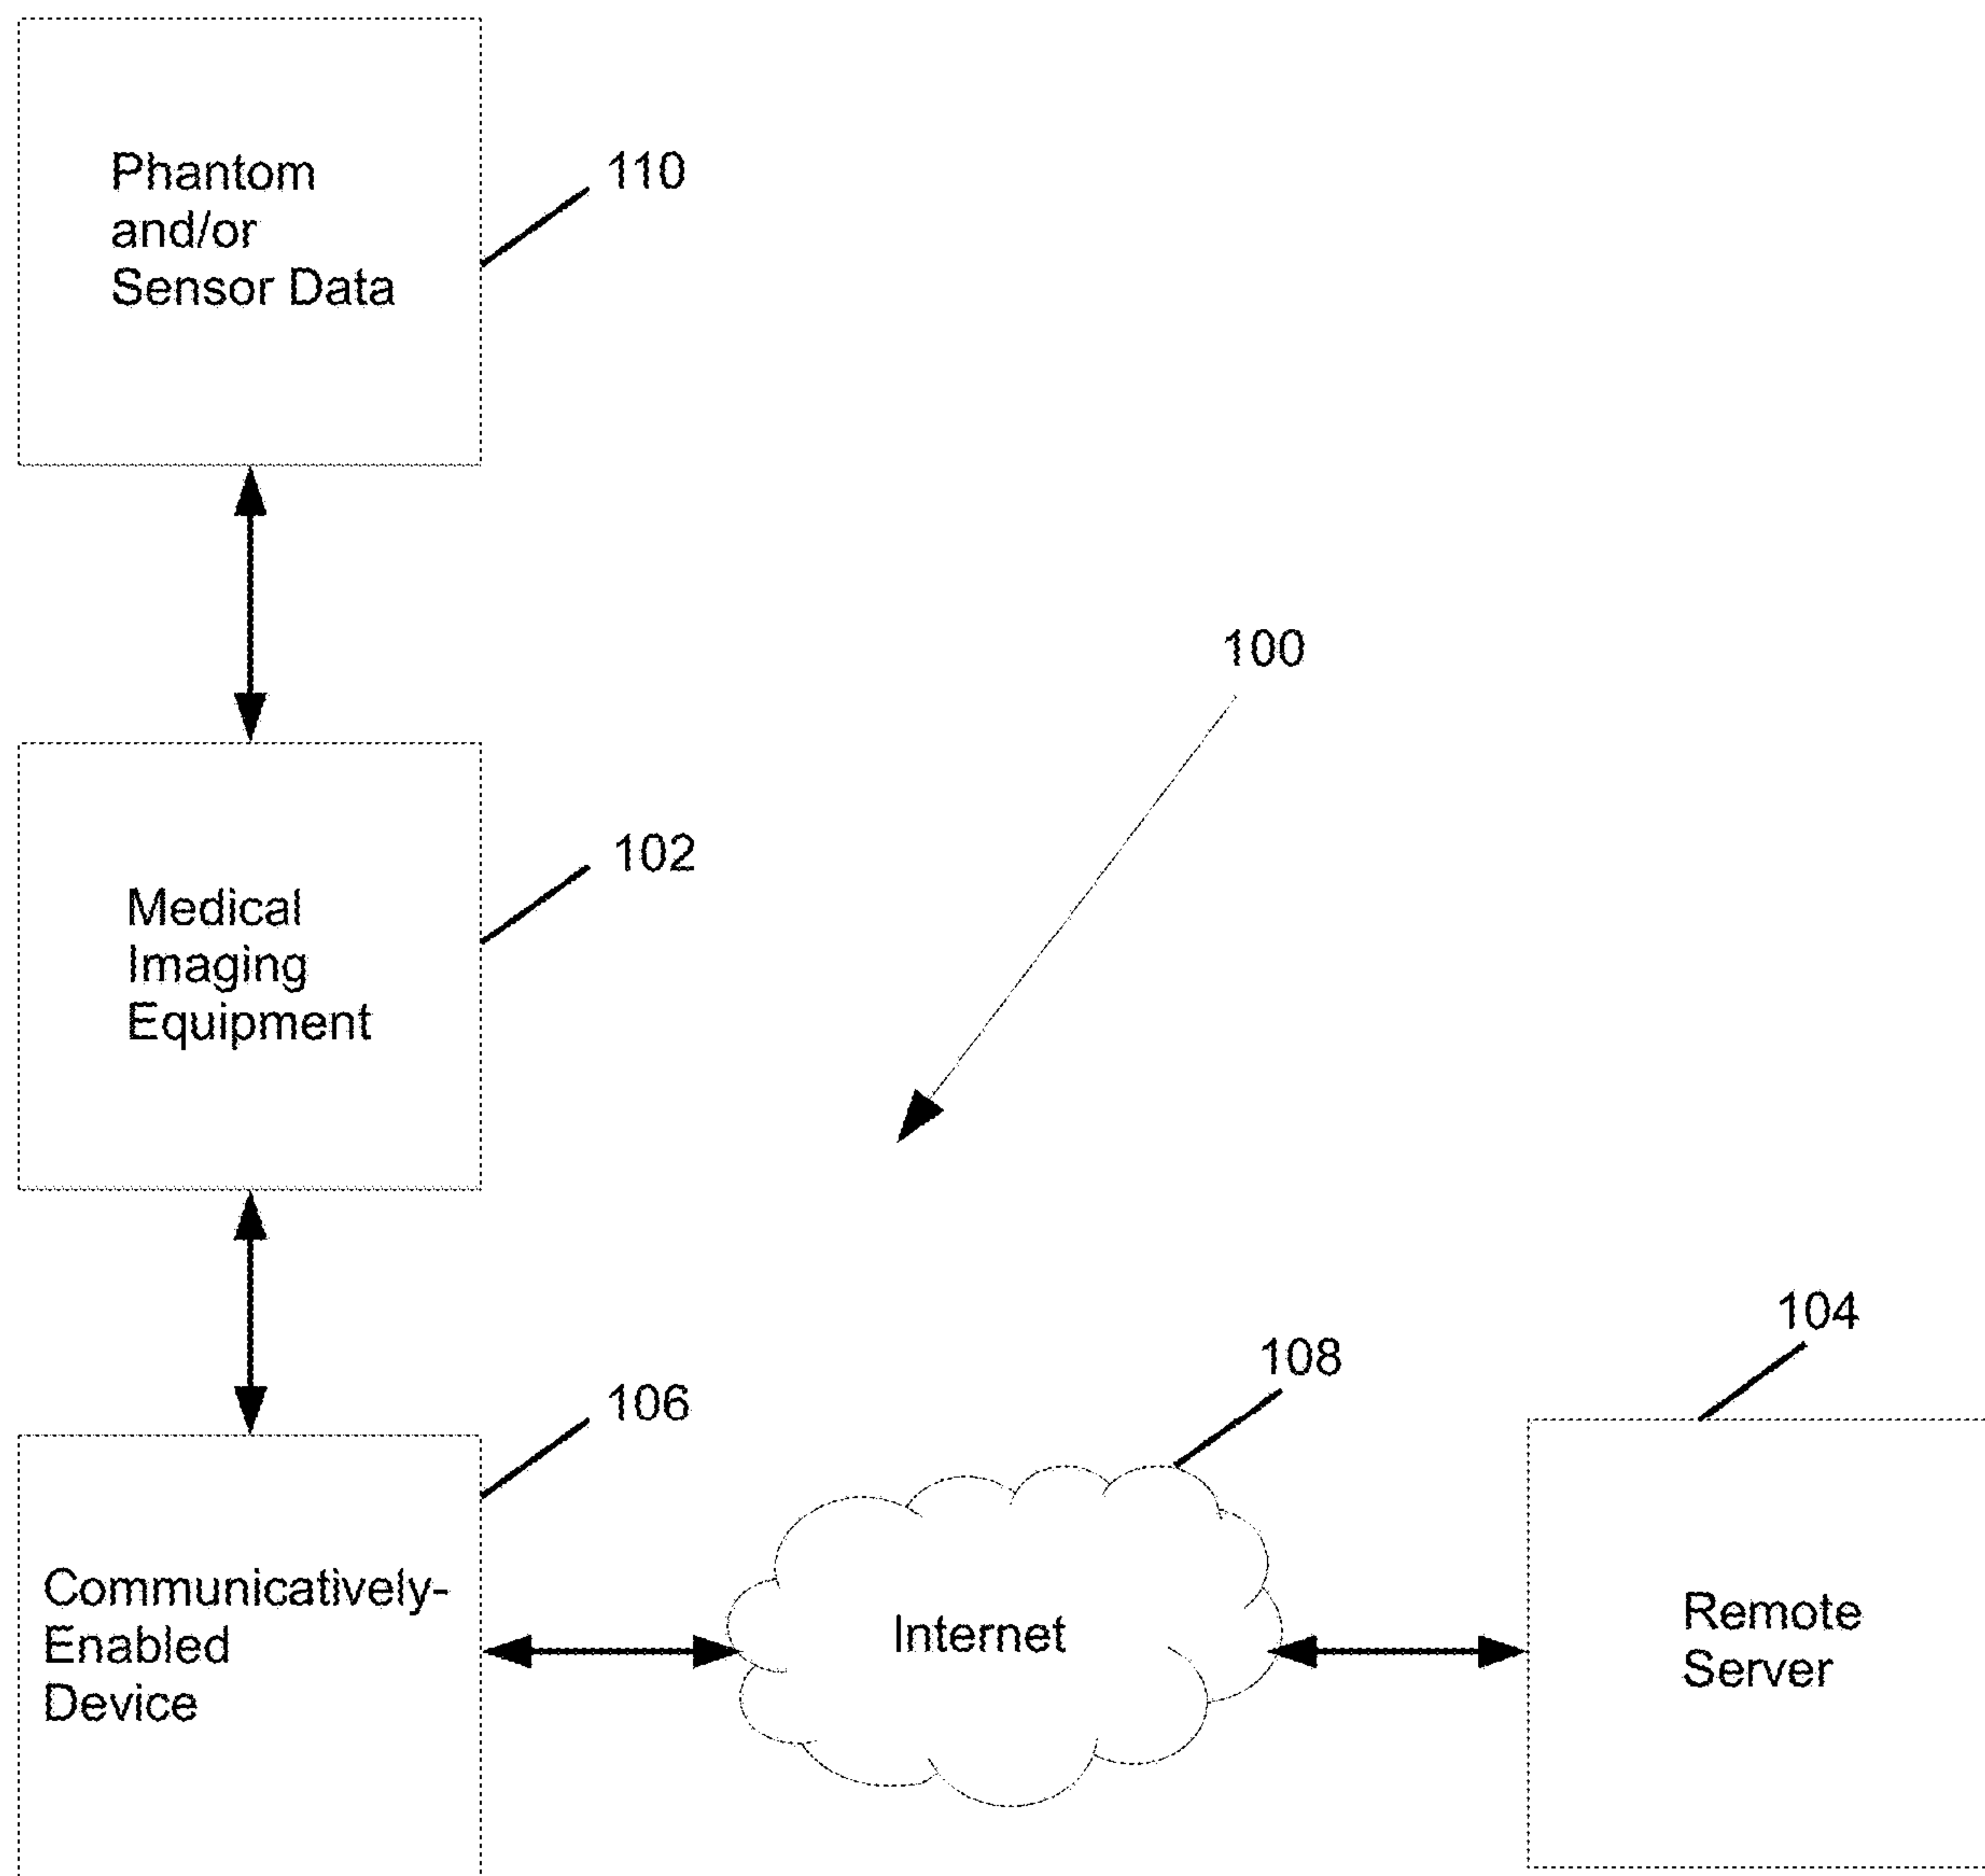 Phantom
and/or
Sensor Data
110
100
102
Medical
Imaging
Equipment
104
108
106
Communicatively-
Enabled
Device
Internet
Remote
Server